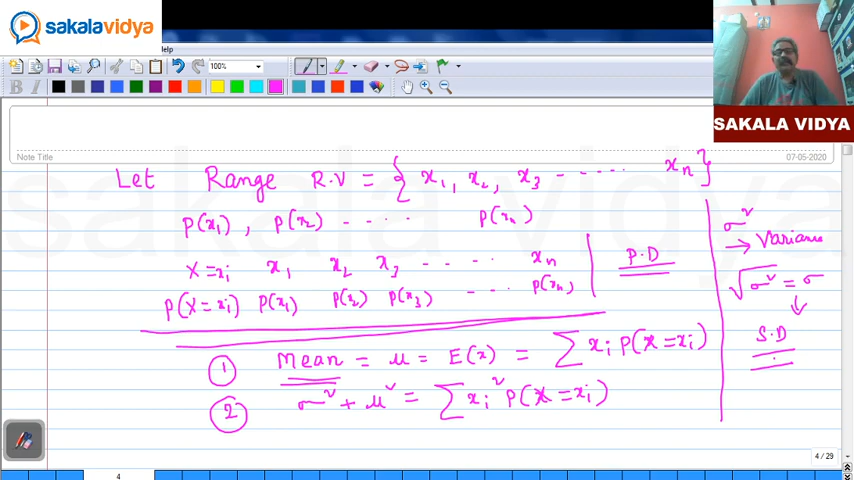 sakalavidya
Help
100%
SAKALA VIDYA
Note Title
07-05-2020
Let Range R.V = { x₁, x₂, x₃ - - - ‐ ‐ ‐ xₙ }
P(x₁), P(x₂) - - - - - P(xₙ)
X = xi x₁ x₂ x₃ - - - - - xₙ
P(X = xi) P(x₁) P(x₂) P(x₃) - - - P(xₙ)
P.D
① Mean = μ = E(x) = ∑ xi P(X = xi)
② σ² + μ² = ∑ xi² P(X = xi)
σ²
→ Variance
√σ² = σ
↓
S.D
4 / 29
4